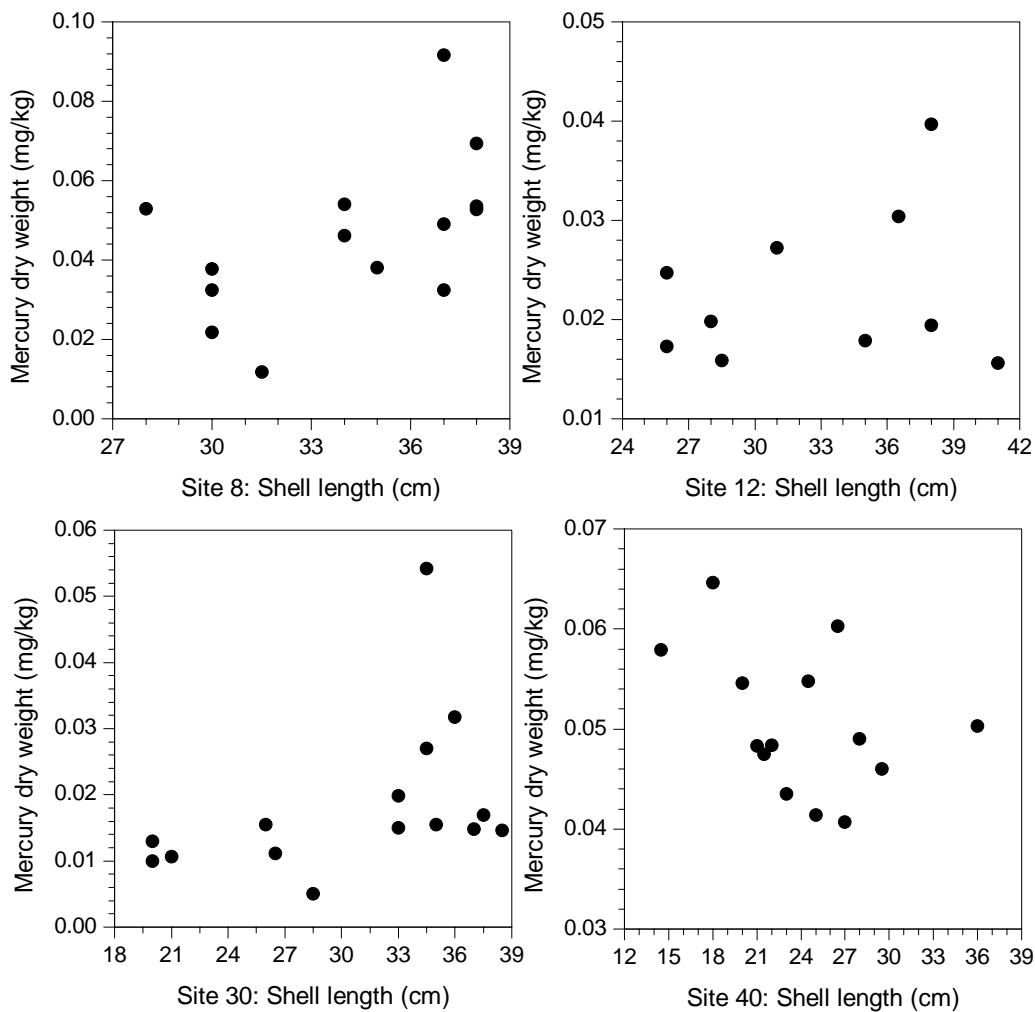 0.10
0.08
0.06
0.04
0.02
0.00
Mercury dry weight (mg/kg)
27 30 33 36 39
Site 8: Shell length (cm)
0.05
0.04
0.03
0.02
0.01
Mercury dry weight (mg/kg)
24 27 30 33 36 39 42
Site 12: Shell length (cm)
0.06
0.05
0.04
0.03
0.02
0.01
0.00
Mercury dry weight (mg/kg)
18 21 24 27 30 33 36 39
Site 30: Shell length (cm)
0.07
0.06
0.05
0.04
0.03
Mercury dry weight (mg/kg)
12 15 18 21 24 27 30 33 36 39
Site 40: Shell length (cm)